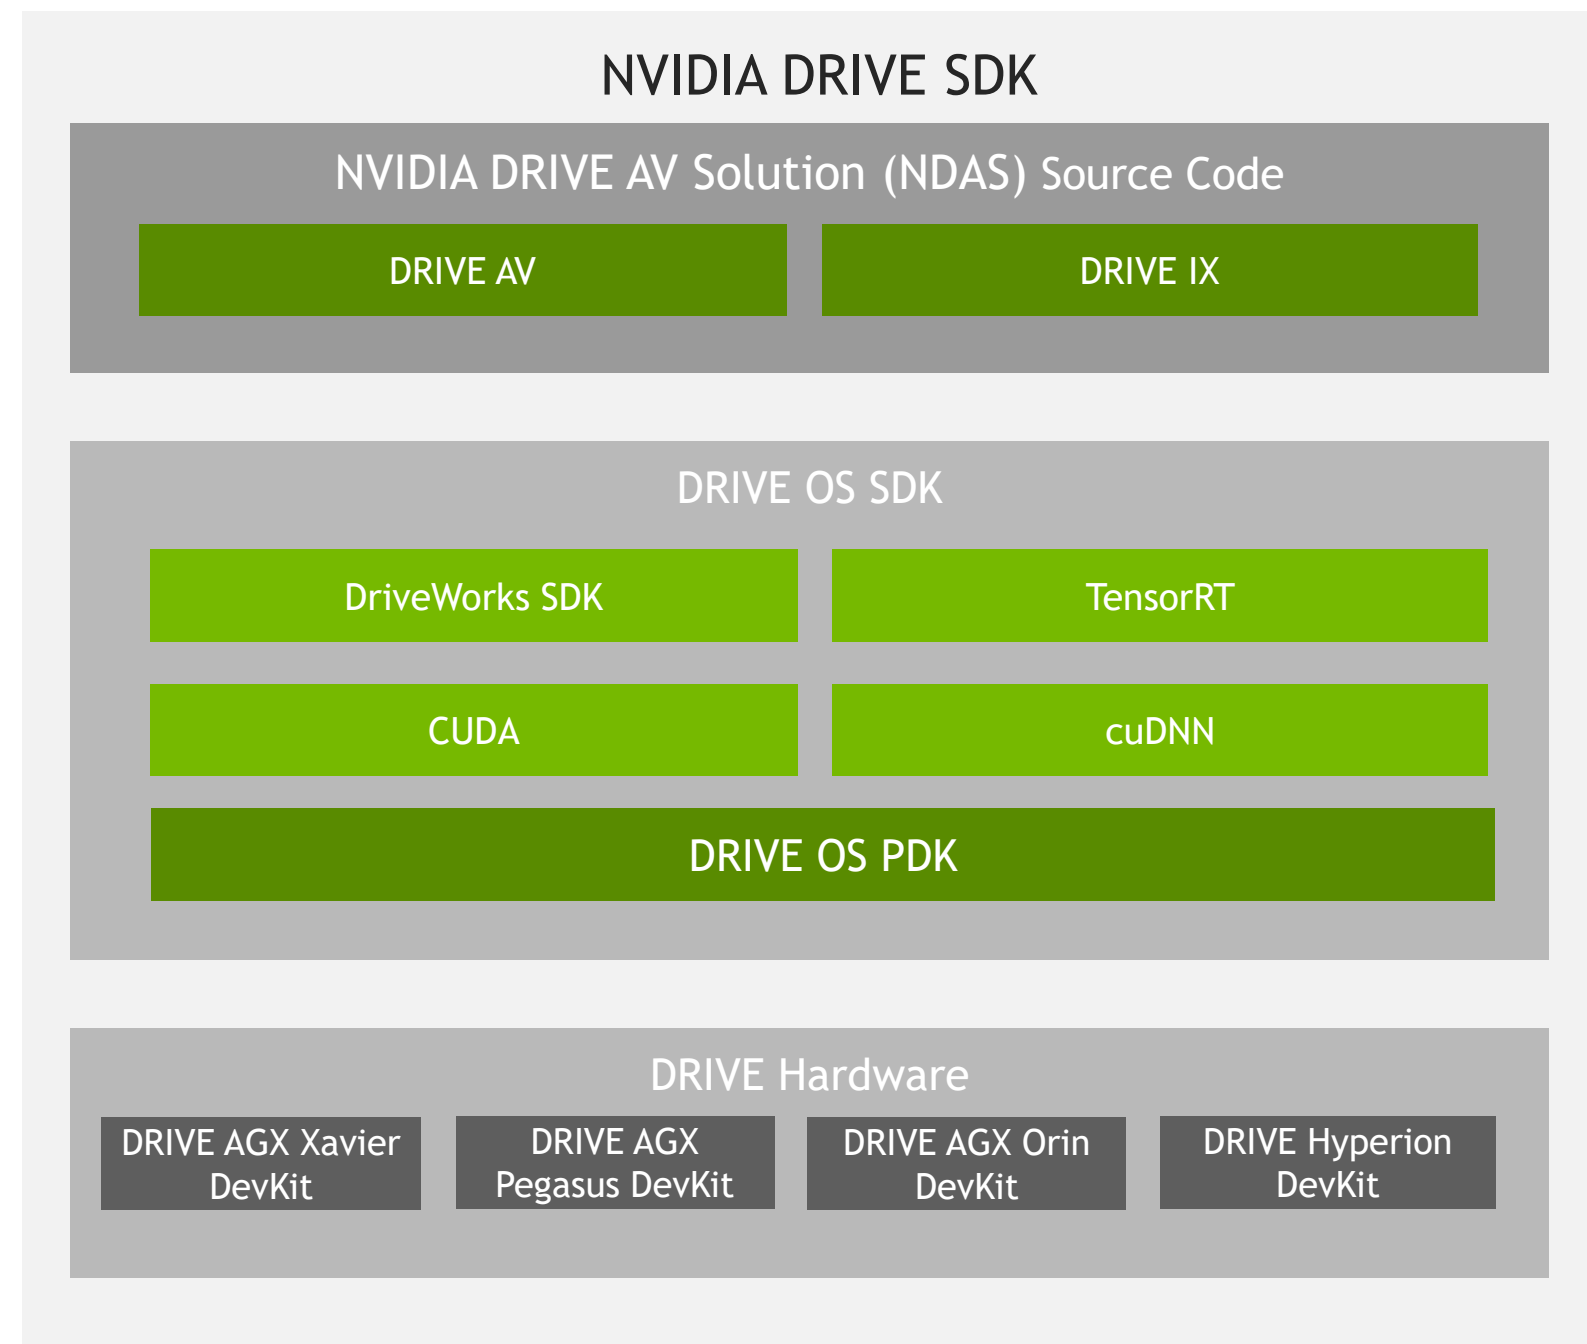 NVIDIA DRIVE SDK
NVIDIA DRIVE AV Solution (NDAS) Source Code
DRIVE AV
DRIVE IX
DRIVE OS SDK
DriveWorks SDK
TensorRT
CUDA
cuDNN
DRIVE OS PDK
DRIVE Hardware
DRIVE AGX Xavier
DevKit
DRIVE AGX
Pegasus DevKit
DRIVE AGX Orin
DevKit
DRIVE Hyperion
DevKit